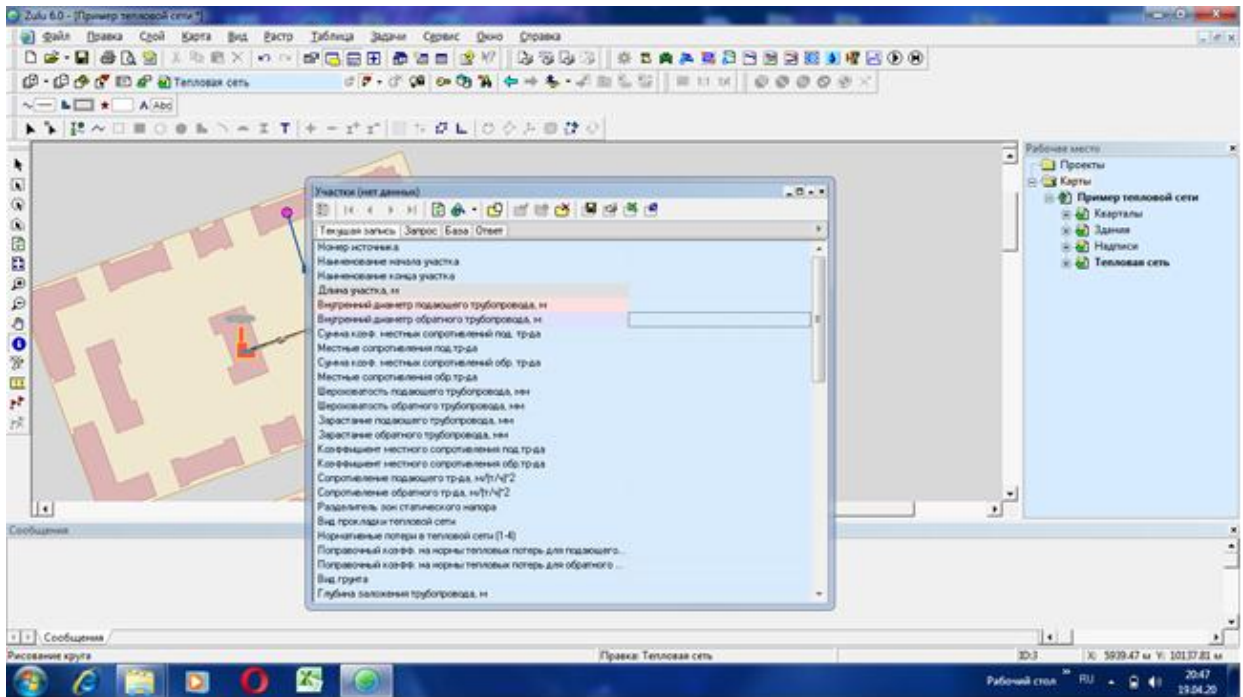 Zulu 6.0 - [Пример тепловой сети *]
Файл Правка Слой Карта Вид Растр Таблица Задачи Сервис Окно Справка
Тепловая сеть
A Abc
1:1
Рабочее место
Проекты
Карты
Пример тепловой сети
Кварталы
Здания
Надписи
Тепловая сеть
Участки (нет данных)
Текущая запись Запрос База Ответ
Номер источника
Наименование начала участка
Наименование конца участка
Длина участка, м
Внутренний диаметр подающего трубопровода, м
Внутренний диаметр обратного трубопровода, м
Сумма коэф. местных сопротивлений под. тр-да
Местные сопротивления под.тр-да
Сумма коэф. местных сопротивлений обр. тр-да
Местные сопротивления обр.тр-да
Шероховатость подающего трубопровода, мм
Шероховатость обратного трубопровода, мм
Зарастание подающего трубопровода, мм
Зарастание обратного трубопровода, мм
Коэффициент местного сопротивления под.тр-да
Коэффициент местного сопротивления обр.тр-да
Сопротивление подающего тр-да, м/(т/ч)^2
Сопротивление обратного тр-да, м/(т/ч)^2
Разделитель зон статического напора
Вид прокладки тепловой сети
Нормативные потери в тепловой сети (1-4)
Поправочный коэфф. на нормы тепловых потерь для подающего...
Поправочный коэфф. на нормы тепловых потерь для обратного ...
Вид грунта
Глубина заложения трубопровода, м
Сообщения
Сообщения
Рисование круга
Правка: Тепловая сеть
ID:3
X: 5939.47 м Y: 10137.81 м
Рабочий стол
RU
20:47
19.04.20